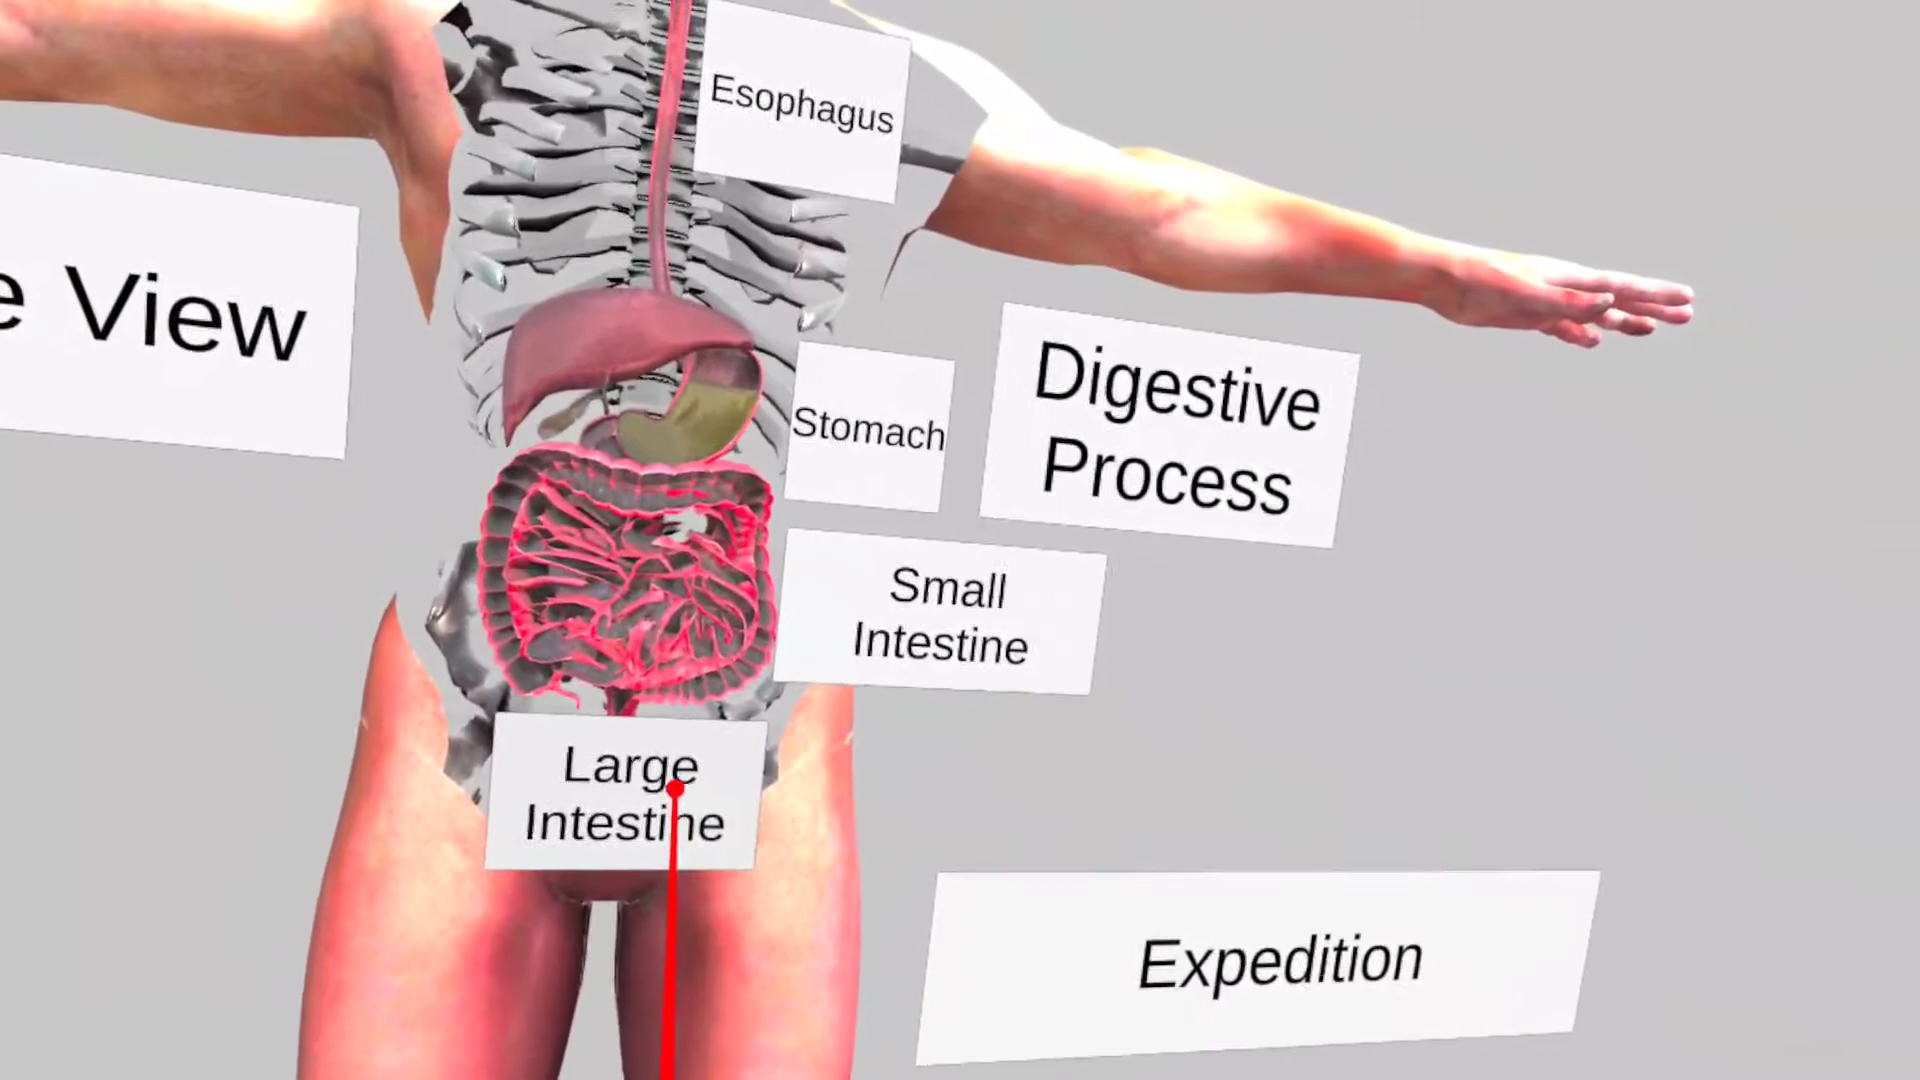 Esophagus
e View
Digestive
Process
Stomach
Small
Intestine
Large
Intestine
Expedition